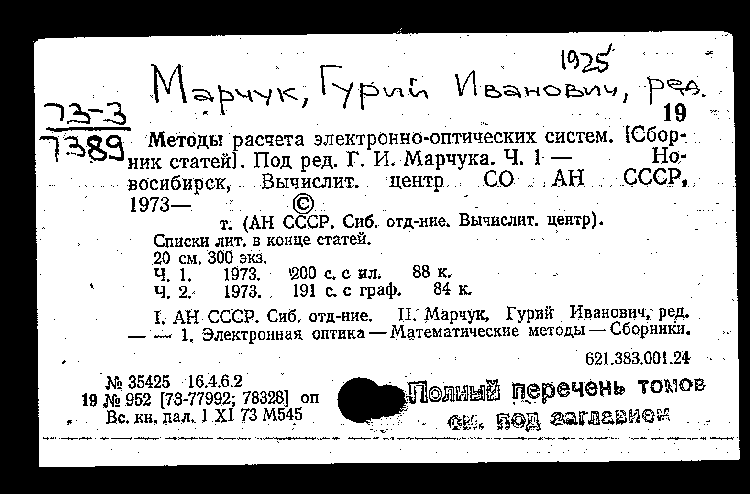 1925
Марчук, Гурий Иванович, ред.
73-3
7389
19
Методы расчета электронно-оптических систем. [Сбор-
ник статей]. Под ред. Г. И. Марчука. Ч. 1 — Но-
восибирск, Вычислит. центр СО АН СССР,
1973— ©
т. (АН СССР. Сиб. отд-ние. Вычислит. центр).
Списки лит. в конце статей.
20 см. 300 экз.
Ч. 1. 1973. 200 с. с ил. 88 к.
Ч. 2. 1973. 191 с. с граф. 84 к.
I. АН СССР. Сиб. отд-ние. II. Марчук, Гурий Иванович, ред.
— — 1. Электронная оптика — Математические методы — Сборники.
621.383.001.24
№ 35425 16.4.6.2
19 № 952 [73-77992; 78328] оп
Вс. кн. пал. 1 XI 73 М545
Полный перечень томов
см. под заглавием